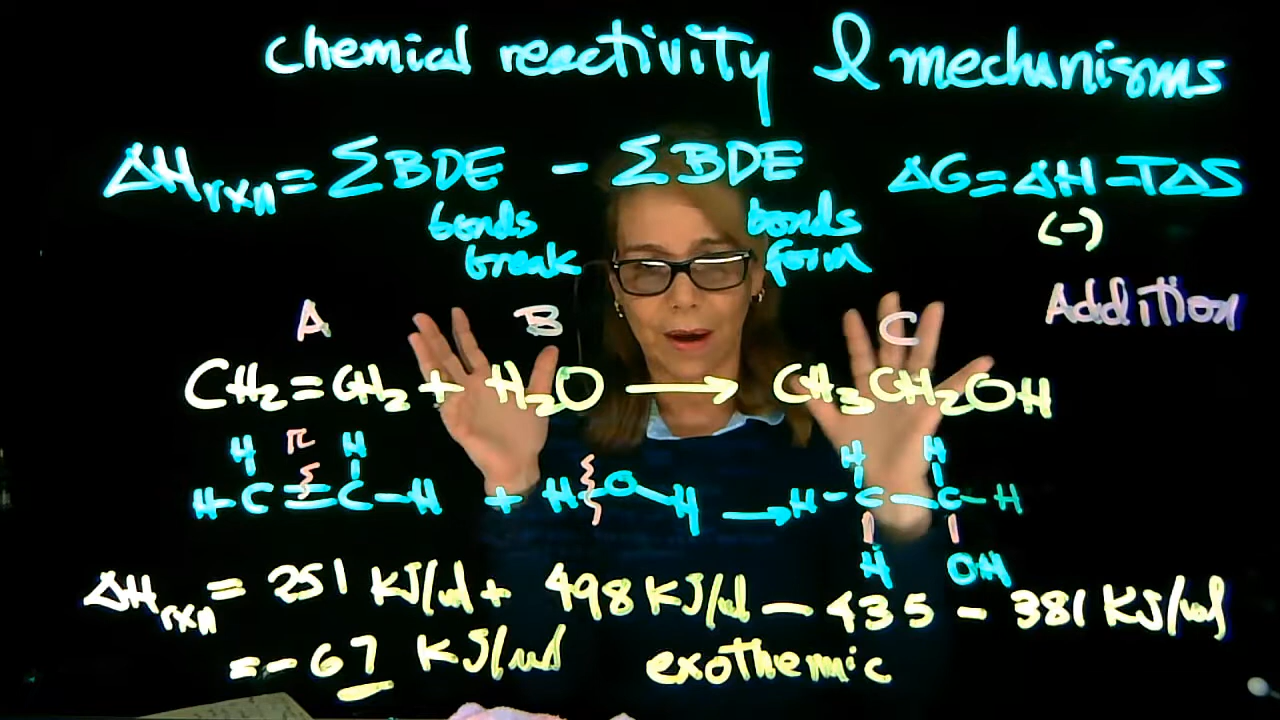 chemical reactivity & mechanisms
ΔHrxn = ΣBDE - ΣBDE ΔG = ΔH - TΔS
bonds break bonds form (-)
Addition
A B C
CH2=CH2 + H2O → CH3CH2OH
H π H H H
H-C=C-H + H-O-H → H-C-C-H
H OH
ΔHrxn = 251 KJ/mol + 498 KJ/mol - 435 - 381 KJ/mol
= -67 KJ/mol exothemic